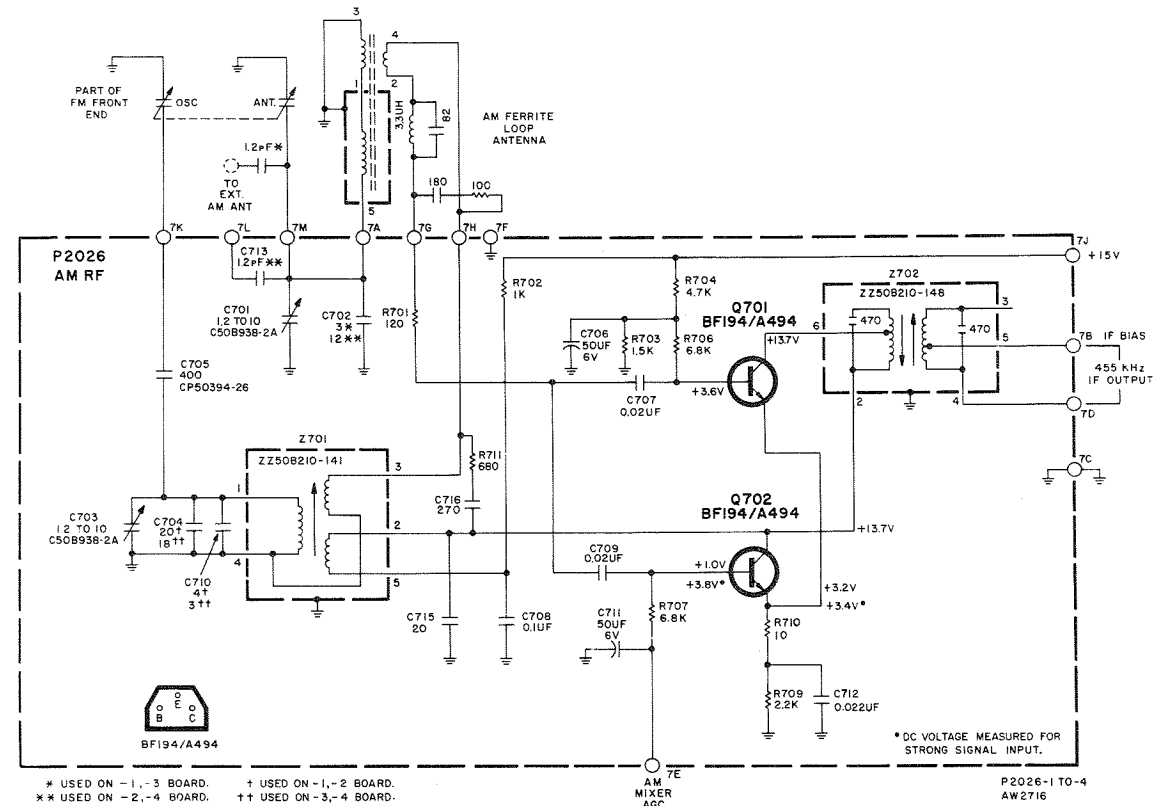 3
4
PART OF
FM FRONT
END
OSC
ANT.
1
2
3.3UH
82
AM FERRITE
LOOP
ANTENNA
1.2PF*
TO
EXT.
AM ANT
180
100
5
7K
7L
7M
7A
7G
7H
7F
7J
+15V
P2026
AM RF
C713
1.2PF**
C701
1.2 TO 10
C50B938-2A
C702
3*
12**
R701
120
R702
1K
R704
4.7K
C706
50UF
6V
R703
1.5K
R706
6.8K
Q701
BF194/A494
+13.7V
+3.6V
C707
0.02UF
Z702
ZZ50B210-148
6
470
470
3
5
2
4
7B IF BIAS
455 KHz
IF OUTPUT
7D
7C
C705
400
CP50394-26
Z701
ZZ50B210-141
1
3
2
4
5
R711
680
C716
270
C703
1.2 TO 10
C50B938-2A
C704
20†
18††
C710
4†
3††
Q702
BF194/A494
+13.7V
C709
0.02UF
+1.0V
+3.8V*
+3.2V
+3.4V*
C715
20
C708
0.1UF
C711
50UF
6V
R707
6.8K
R710
10
R709
2.2K
C712
0.022UF
E
B C
BF194/A494
* DC VOLTAGE MEASURED FOR
STRONG SIGNAL INPUT.
7E
AM
MIXER
AGC
* USED ON -1,-3 BOARD. † USED ON -1,-2 BOARD.
** USED ON -2,-4 BOARD. †† USED ON -3,-4 BOARD.
P2026-1 TO-4
AW2716